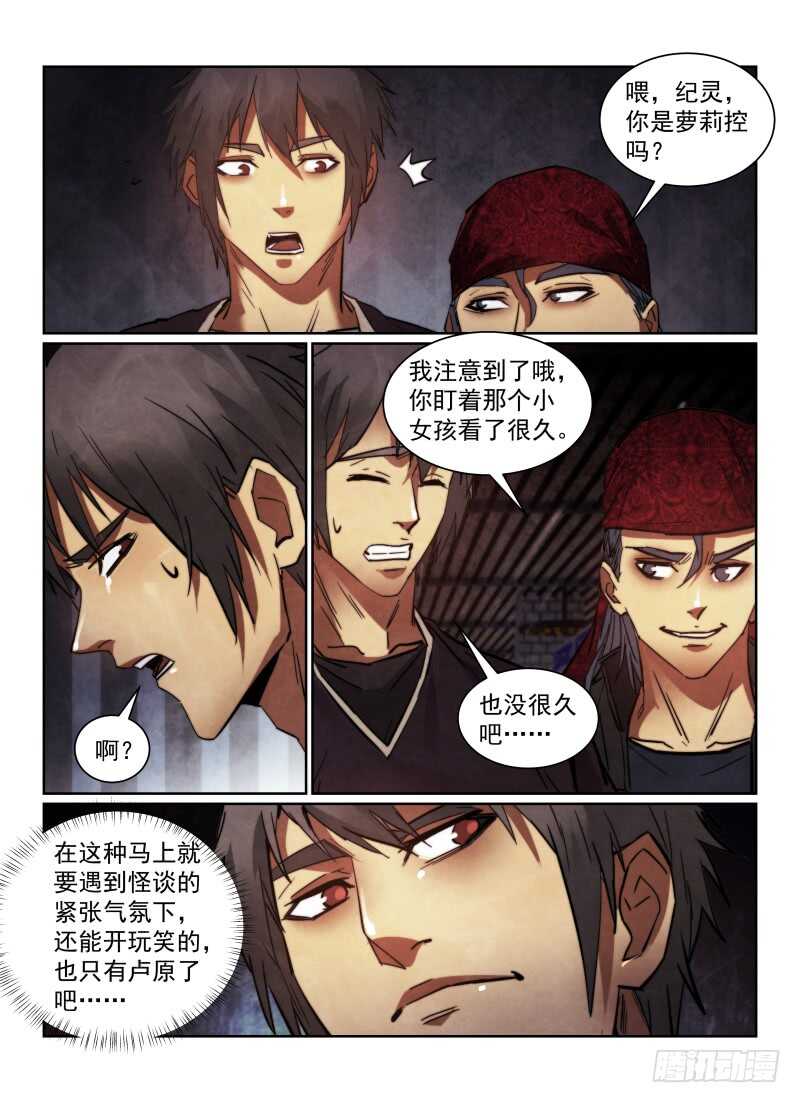 喂，纪灵，
你是萝莉控
吗？
我注意到了哦，
你盯着那个小
女孩看了很久。
啊？
也没很久
吧……
在这种马上就
要遇到怪谈的
紧张气氛下，
还能开玩笑的，
也只有卢原了
吧……
腾讯动漫